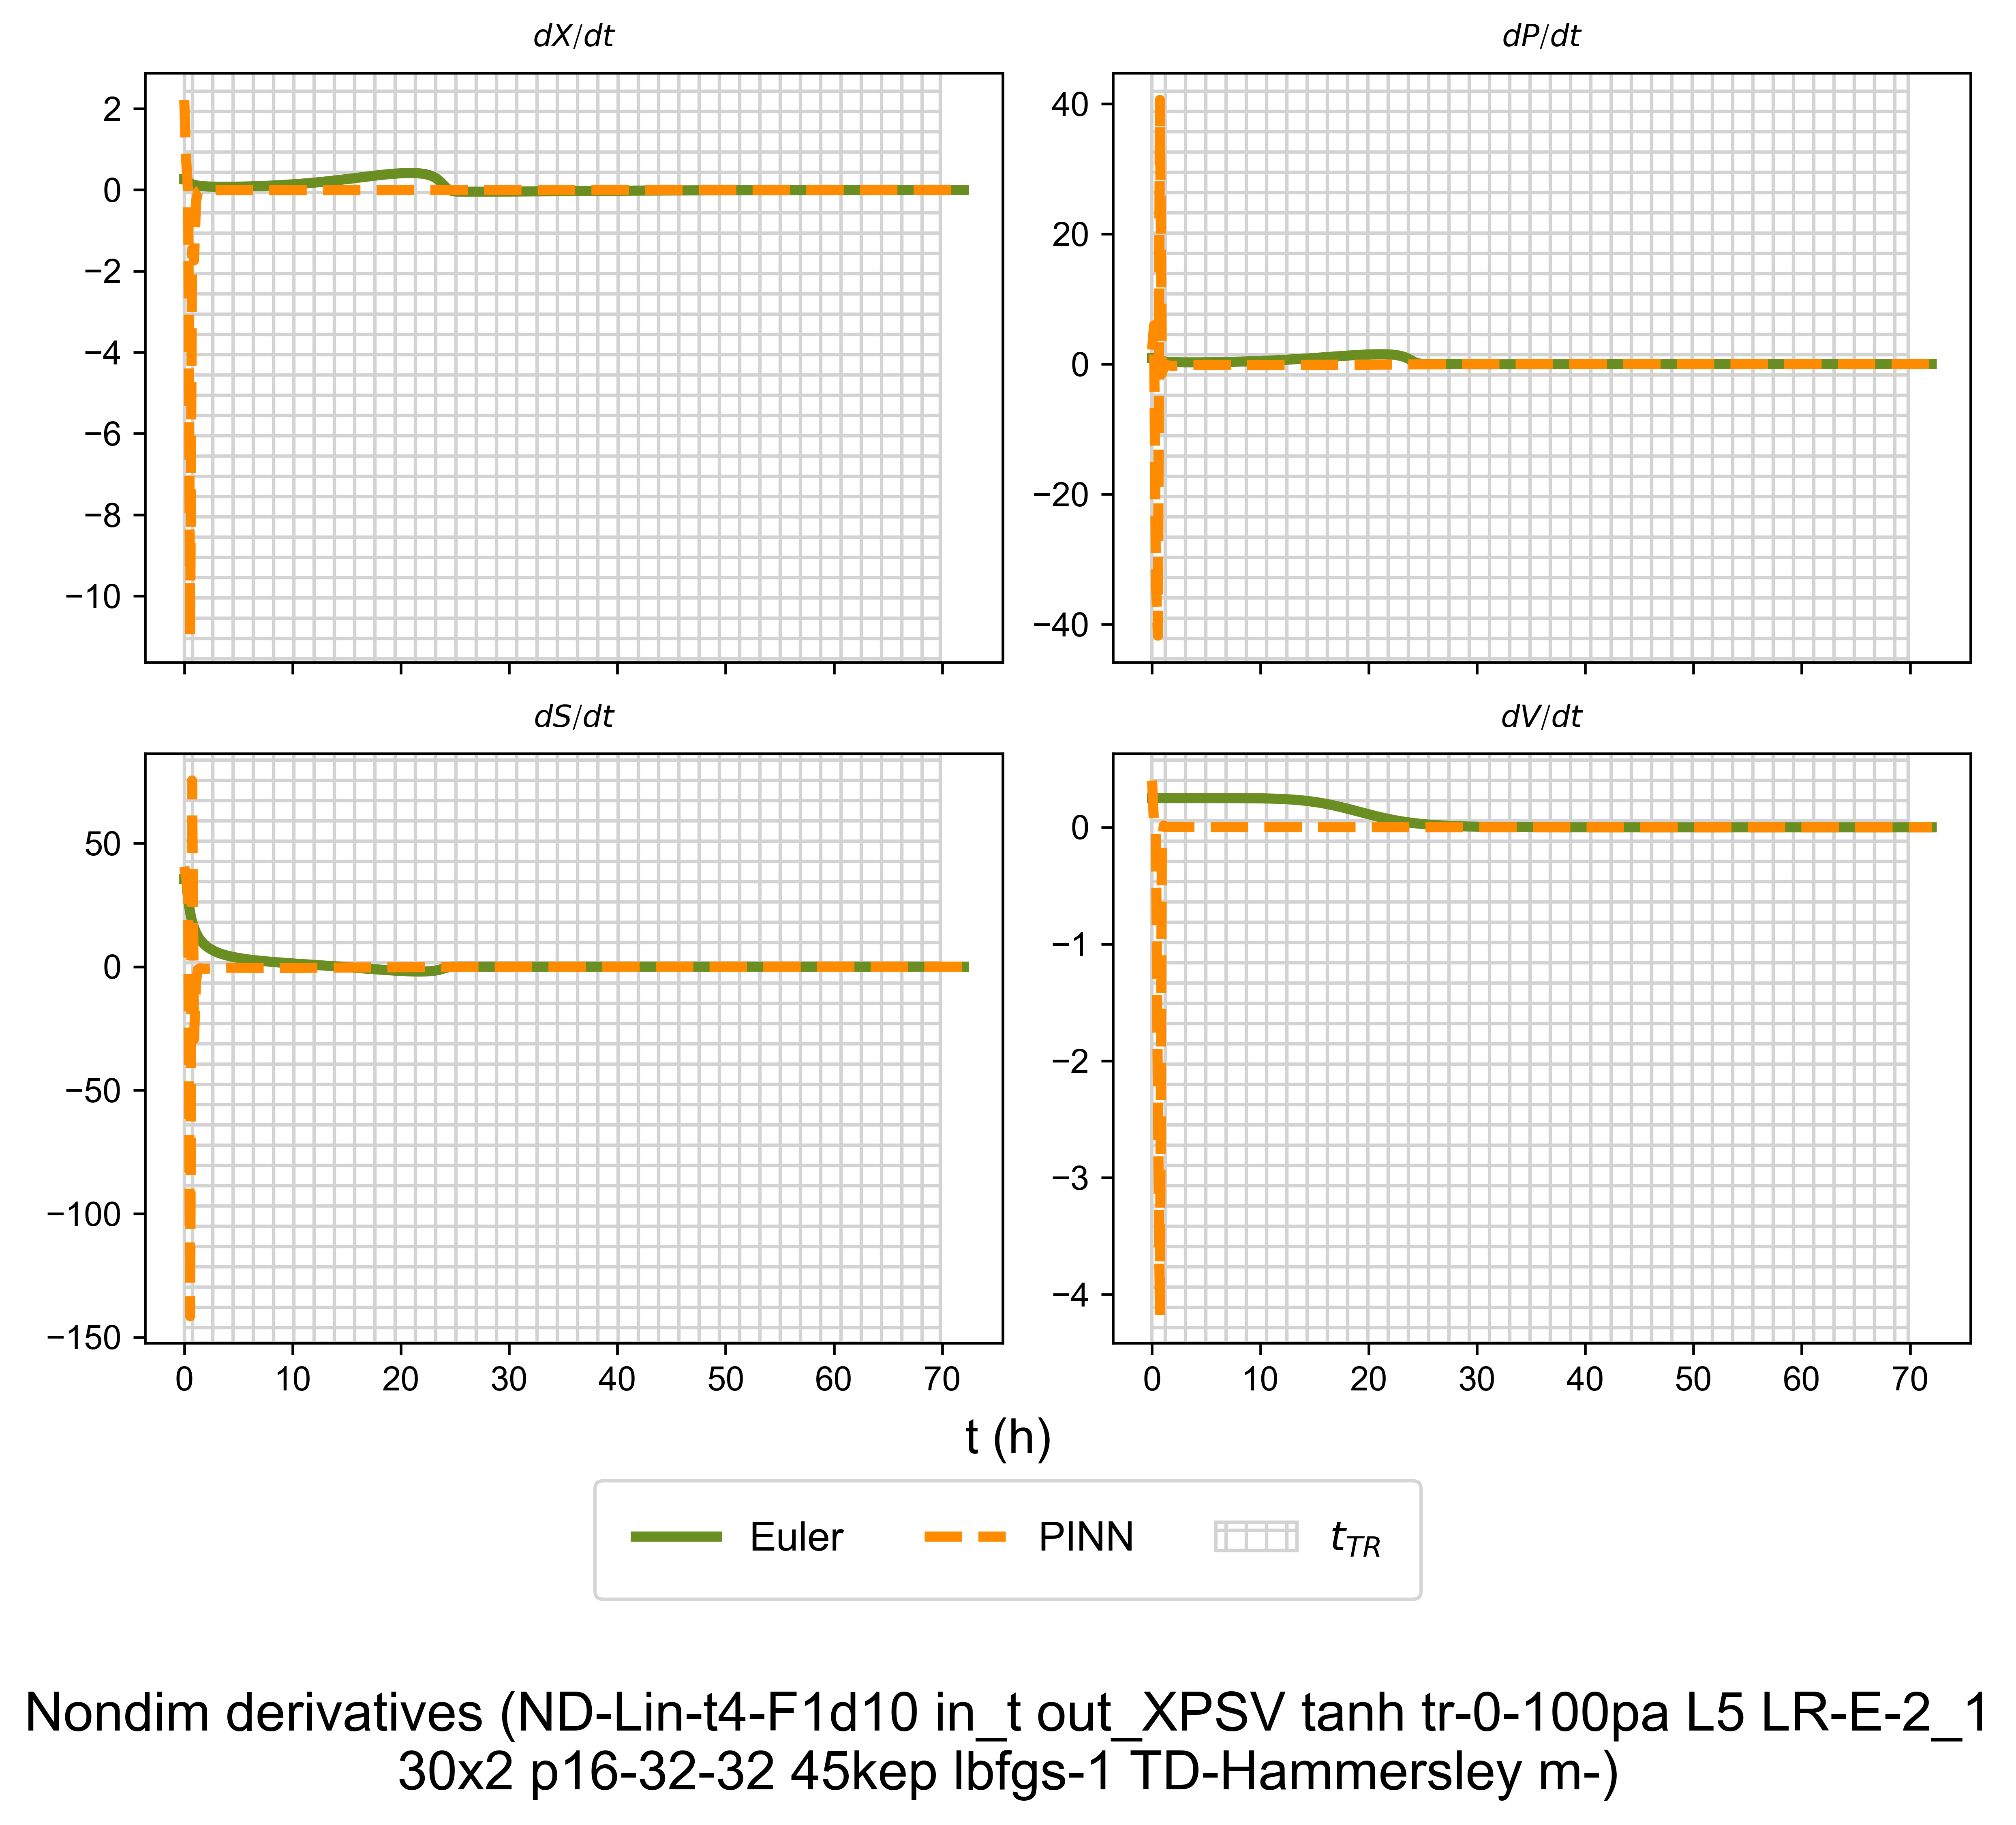 dX/dt
dP/dt
2
0
−2
−4
−6
−8
−10
40
20
0
−20
−40
dS/dt
dV/dt
50
0
−50
−100
−150
0
−1
−2
−3
−4
0 10 20 30 40 50 60 70
0 10 20 30 40 50 60 70
t (h)
Euler PINN t_TR
Nondim derivatives (ND-Lin-t4-F1d10 in_t out_XPSV tanh tr-0-100pa L5 LR-E-2_1
30x2 p16-32-32 45kep lbfgs-1 TD-Hammersley m-)